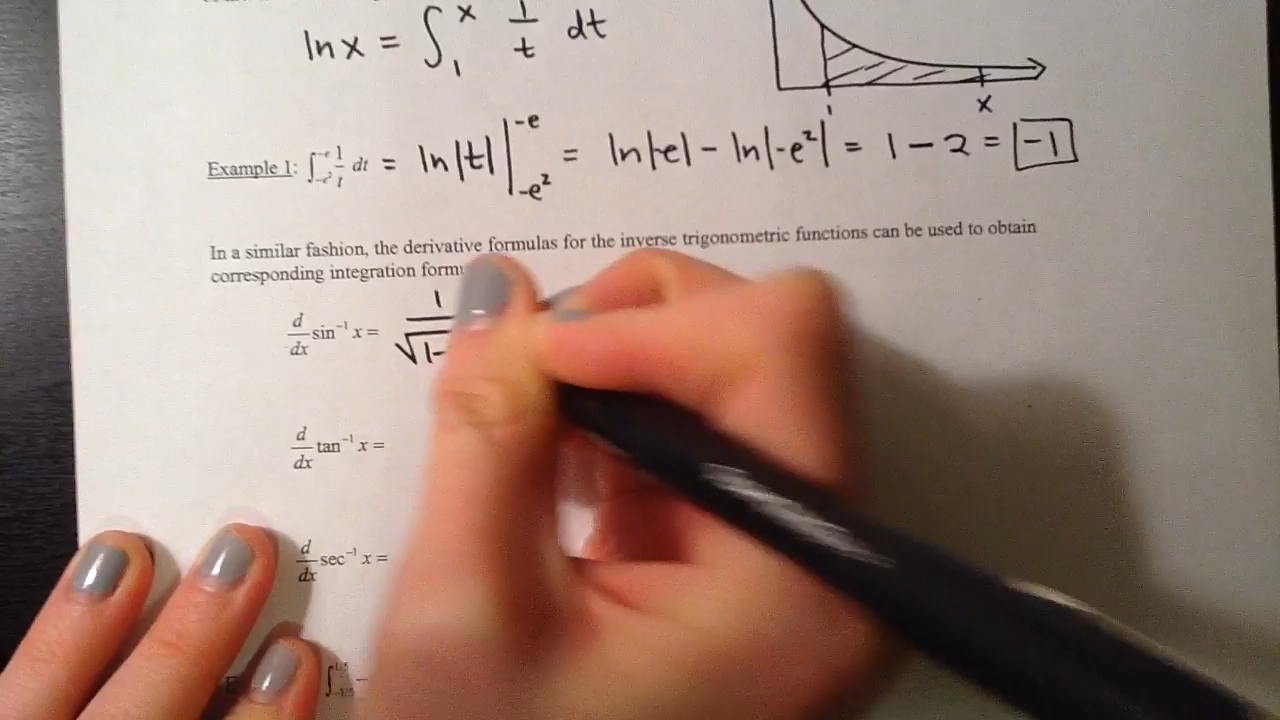 ln x = ∫₁ˣ 1/t dt
1 x
Example 1: ∫_{-e²}^{-e} 1/t dt = ln|t| |_{-e²}^{-e} = ln|-e| - ln|-e²| = 1 - 2 = -1
In a similar fashion, the derivative formulas for the inverse trigonometric functions can be used to obtain
corresponding integration
d/dx sin⁻¹ x = 1/√1-
d/dx tan⁻¹ x =
d/dx sec⁻¹ x =